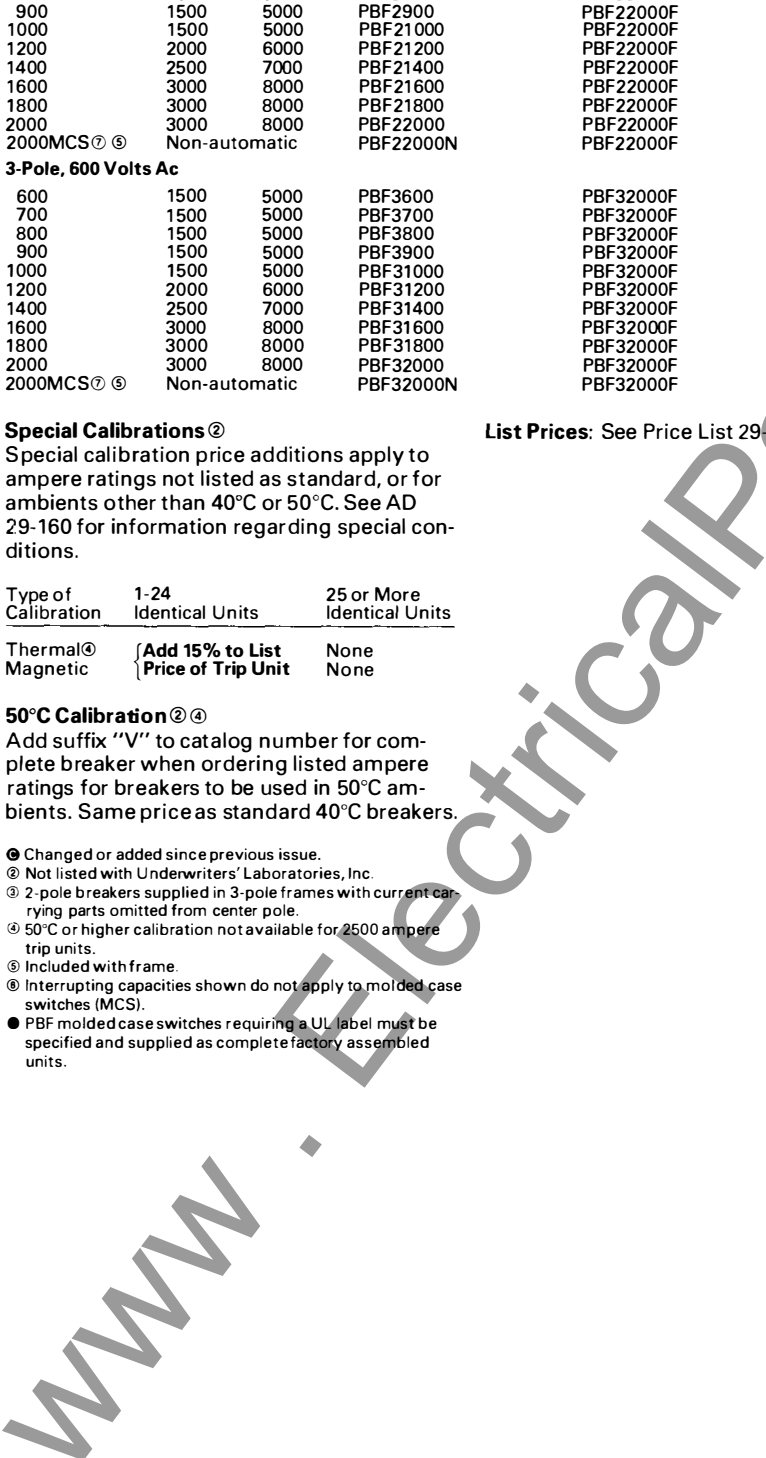 900 1500 5000 PBF2900 PBF22000F
1000 1500 5000 PBF21000 PBF22000F
1200 2000 6000 PBF21200 PBF22000F
1400 2500 7000 PBF21400 PBF22000F
1600 3000 8000 PBF21600 PBF22000F
1800 3000 8000 PBF21800 PBF22000F
2000 3000 8000 PBF22000 PBF22000F
2000MCS⑦ ⑤ Non-automatic PBF22000N PBF22000F
3-Pole, 600 Volts Ac
600 1500 5000 PBF3600 PBF32000F
700 1500 5000 PBF3700 PBF32000F
800 1500 5000 PBF3800 PBF32000F
900 1500 5000 PBF3900 PBF32000F
1000 1500 5000 PBF31000 PBF32000F
1200 2000 6000 PBF31200 PBF32000F
1400 2500 7000 PBF31400 PBF32000F
1600 3000 8000 PBF31600 PBF32000F
1800 3000 8000 PBF31800 PBF32000F
2000 3000 8000 PBF32000 PBF32000F
2000MCS⑦ ⑤ Non-automatic PBF32000N PBF32000F
Special Calibrations ②
Special calibration price additions apply to
ampere ratings not listed as standard, or for
ambients other than 40°C or 50°C. See AD
29-160 for information regarding special con-
ditions.
Type of 1-24 25 or More
Calibration Identical Units Identical Units
Thermal④ Add 15% to List None
Magnetic Price of Trip Unit None
50°C Calibration ② ④
Add suffix "V" to catalog number for com-
plete breaker when ordering listed ampere
ratings for breakers to be used in 50°C am-
bients. Same price as standard 40°C breakers.
Changed or added since previous issue.
② Not listed with Underwriters' Laboratories, Inc.
③ 2-pole breakers supplied in 3-pole frames with current car-
rying parts omitted from center pole.
④ 50°C or higher calibration not available for 2500 ampere
trip units.
⑤ Included with frame.
⑥ Interrupting capacities shown do not apply to molded case
switches (MCS).
● PBF molded case switches requiring a UL label must be
specified and supplied as complete factory assembled
units.
List Prices: See Price List 29-
www . ElectricalP